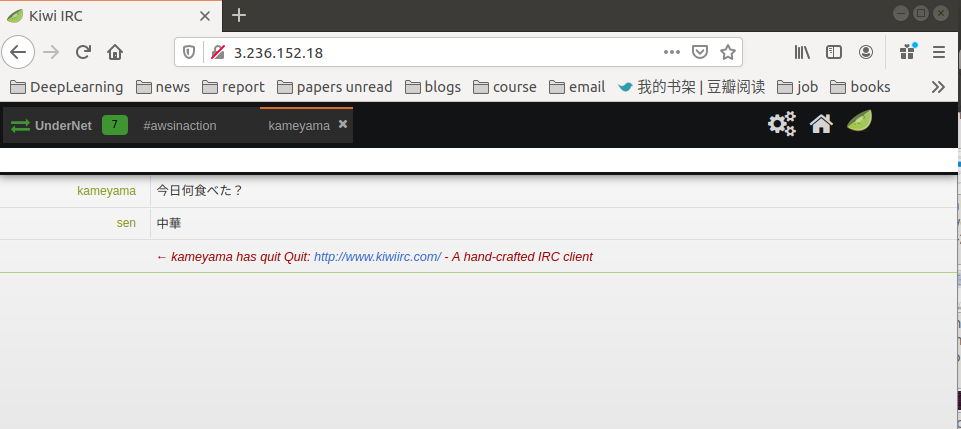 Kiwi IRC
3.236.152.18
DeepLearning news report papers unread blogs course email 我的书架 | 豆瓣阅读 job books
UnderNet 7 #awsinaction kameyama
kameyama 今日何食べた？
sen 中華
← kameyama has quit Quit: http://www.kiwiirc.com/ - A hand-crafted IRC client